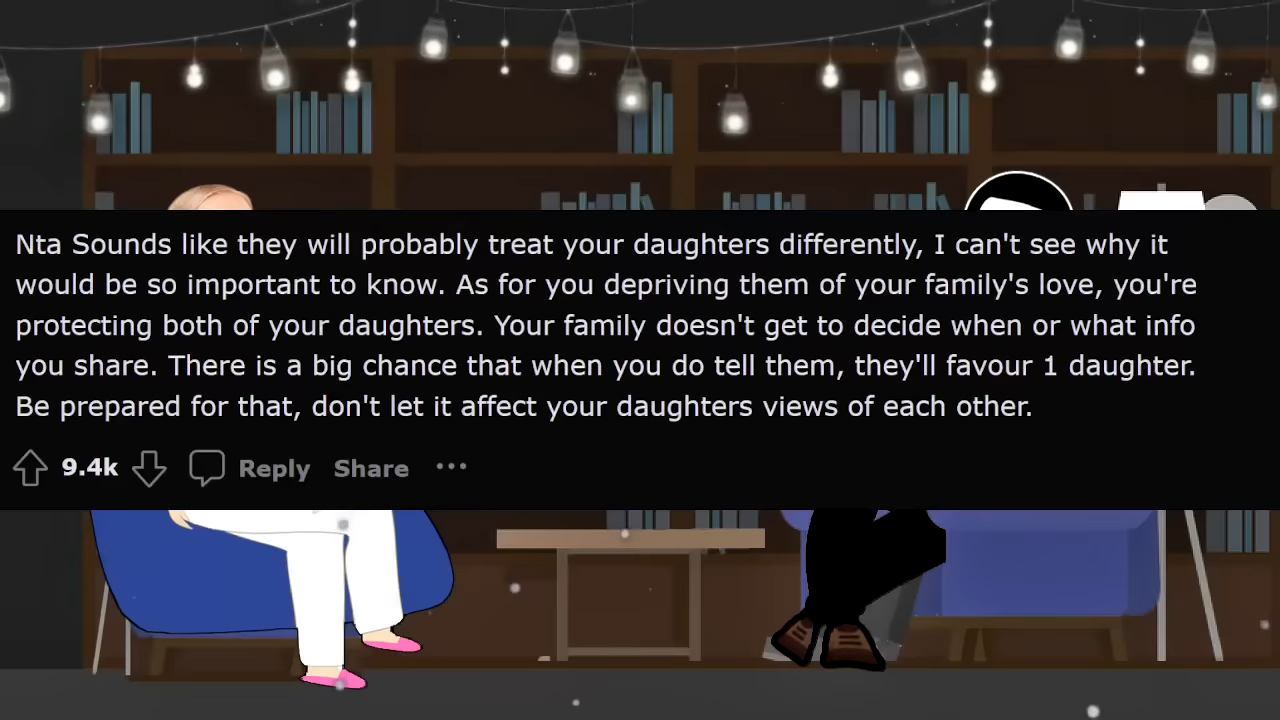 Nta Sounds like they will probably treat your daughters differently, I can't see why it
would be so important to know. As for you depriving them of your family's love, you're
protecting both of your daughters. Your family doesn't get to decide when or what info
you share. There is a big chance that when you do tell them, they'll favour 1 daughter.
Be prepared for that, don't let it affect your daughters views of each other.
9.4k Reply Share ···